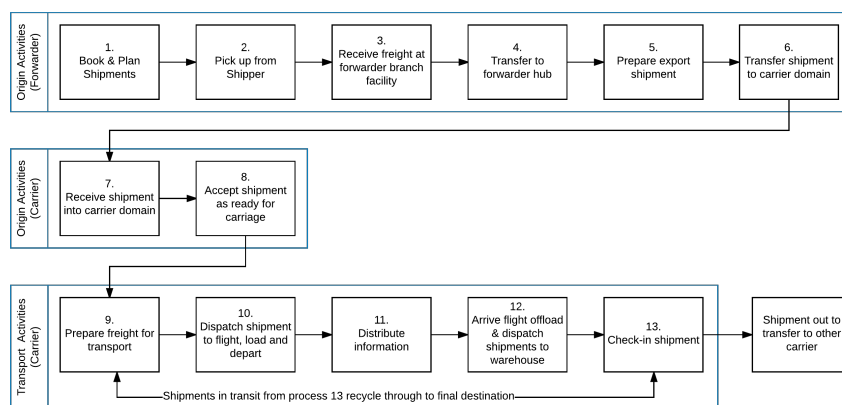 Origin Activities
(Forwarder)
1.
Book & Plan
Shipments
2.
Pick up from
Shipper
3.
Receive freight at
forwarder branch
facility
4.
Transfer to
forwarder hub
5.
Prepare export
shipment
6.
Transfer shipment
to carrier domain
Origin Activities
(Carrier)
7.
Receive shipment
into carrier domain
8.
Accept shipment
as ready for
carriage
Transport Activities
(Carrier)
9.
Prepare freight for
transport
10.
Dispatch shipment
to flight, load and
depart
11.
Distribute
information
12.
Arrive flight offload
& dispatch
shipments to
warehouse
13.
Check-in shipment
Shipment out to
transfer to other
carrier
Shipments in transit from process 13 recycle through to final destination